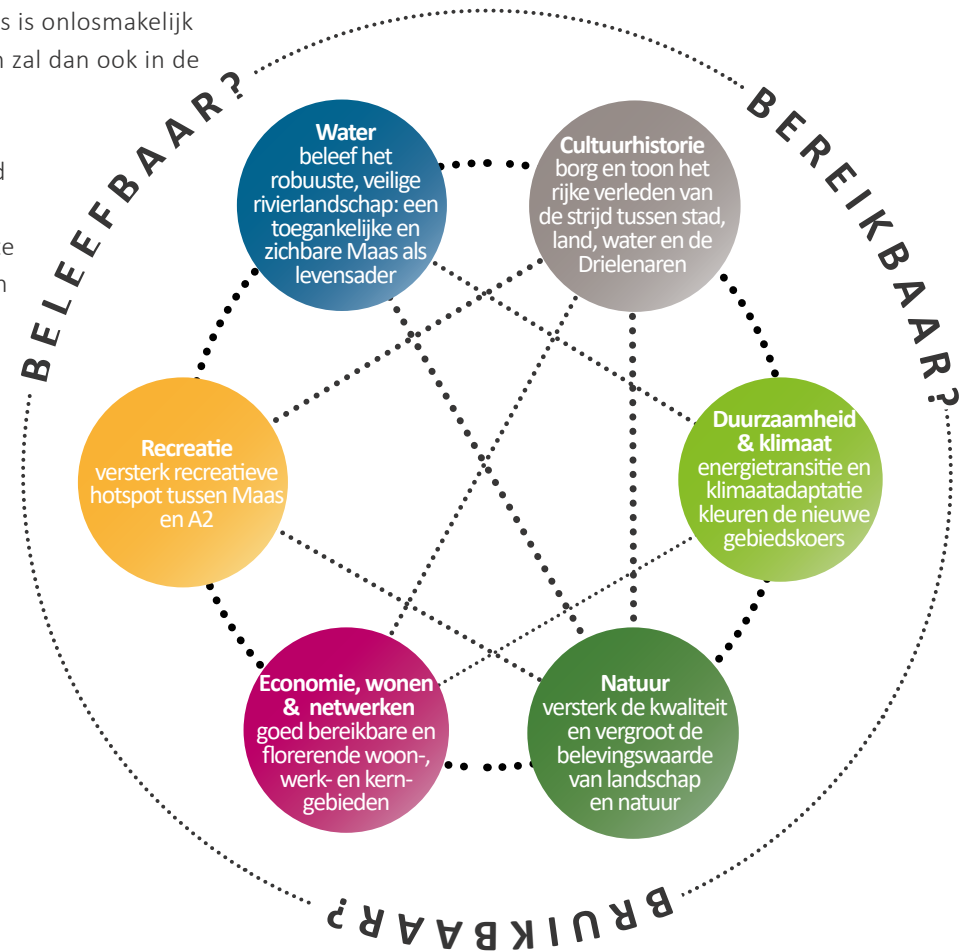 s is onlosmakelijk
n zal dan ook in de
d
te
n
BELEEFBAAR?
BEREIKBAAR?
Water
beleef het
robuuste, veilige
rivierlandschap: een
toegankelijke en
zichtbare Maas als
levensader
Cultuurhistorie
borg en toon het
rijke verleden van
de strijd tussen stad,
land, water en de
Drielenaren
Recreatie
versterk recreatieve
hotspot tussen Maas
en A2
Duurzaamheid
& klimaat
energietransitie en
klimaatadaptatie
kleuren de nieuwe
gebiedskoers
Economie, wonen
& netwerken
goed bereikbare en
florerende woon-,
werk- en kern-
gebieden
Natuur
versterk de kwaliteit
en vergroot de
belevingswaarde
van landschap
en natuur
BRUIKBAAR?